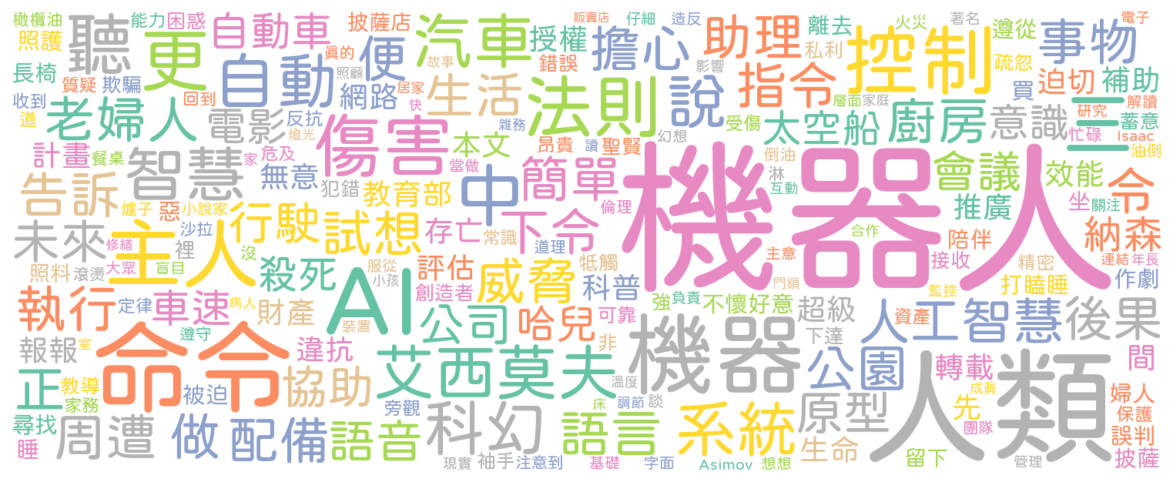 橄欖油 能力 困惑 自動車 披薩店 汽車 授權 販賣店 仔細 造反 離去 火災 著名 電子
照護 聽 更 便 真的 故事 錯誤 擔心 助理 私利 控制 遵從 事物
長椅 質疑 欺騙 自動 照顧 居家 生活 影響 指令 層面 家庭 疏忽 買 迫切 補助
收到 回到 網路 快 法則 說 太空船 廚房 研究 解讀
道 老婦人 電影 反抗 雜務 受傷 幻想 意識 忙碌 三 蓄意
燈光 傷害 本文 昂貴 讀 聖賢 Isaac
計畫 餐桌 智慧 家 危及 當做 簡單 倒油 會議 效能 油倒
告訴 無意 犯錯 教育部 中 倫理 淋 互動 機器人 推廣 坐 關注 令
爐子 惡 小說家 行駛 試想 存亡 常識 下令 道理 合作 陪伴 納森
未來 修繕 沙拉 沒 主人 裡 主意 接收 連結 年長
照料 滾燙 大眾 盲目 殺死 服從 小孩 評估 威脅 牴觸 科普 門鎖 精密 作劇
執行 定律 車速 病人 財產 AI 創造者 強 負責 不懷好意 超級 監控 打瞌睡
遵守 裝置 公司 哈兒 可靠 下達 資產 人工智慧 後果
報報 室 命令 違抗 非 機器 公園 轉載 間
正 教導 家務 被迫 協助 艾西莫夫 溫度 談 人類 成員 婦人
尋找 旁觀 床 調節 原型 先 團隊 保護
睡 周遭 做 配備 語音 科幻 語言 系統 生命 留下 誤判
現實 袖手 注意到 基礎 字面 Asimov 想想 管理 披薩